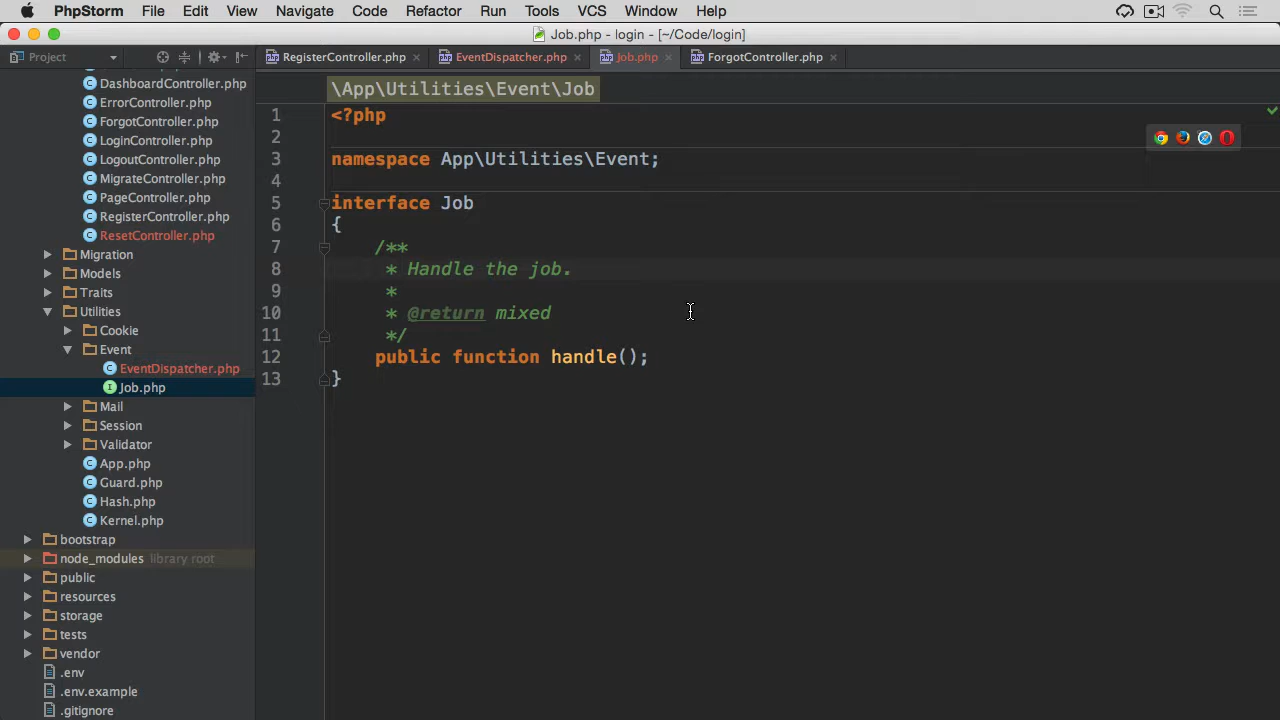 PhpStorm File Edit View Navigate Code Refactor Run Tools VCS Window Help
Job.php - login - [~/Code/login]
Project
RegisterController.php EventDispatcher.php Job.php ForgotController.php
\App\Utilities\Event\Job
DashboardController.php
ErrorController.php
ForgotController.php
LoginController.php
LogoutController.php
MigrateController.php
PageController.php
RegisterController.php
ResetController.php
Migration
Models
Traits
Utilities
Cookie
Event
EventDispatcher.php
Job.php
Mail
Session
Validator
App.php
Guard.php
Hash.php
Kernel.php
bootstrap
node_modules library root
public
resources
storage
tests
vendor
.env
.env.example
.gitignore
1 <?php
2
3 namespace App\Utilities\Event;
4
5 interface Job
6 {
7 /**
8 * Handle the job.
9 *
10 * @return mixed
11 */
12 public function handle();
13 }